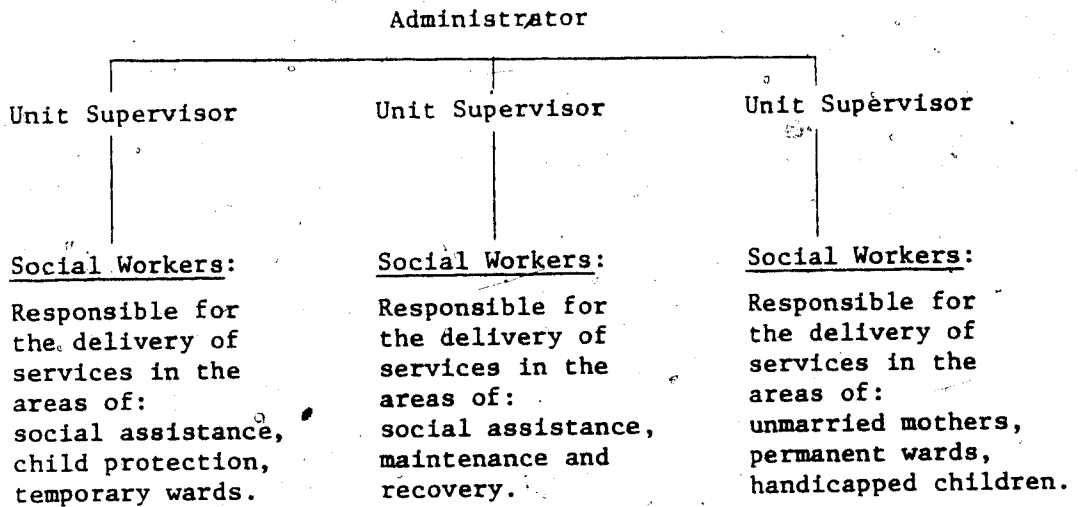 Administrator
Unit Supervisor
Unit Supervisor
Unit Supervisor
Social Workers:
Responsible for
the delivery of
services in the
areas of:
social assistance,
child protection,
temporary wards.
Social Workers:
Responsible for
the delivery of
services in the
areas of:
social assistance,
maintenance and
recovery.
Social Workers:
Responsible for
the delivery of
services in the
areas of:
unmarried mothers,
permanent wards,
handicapped children.